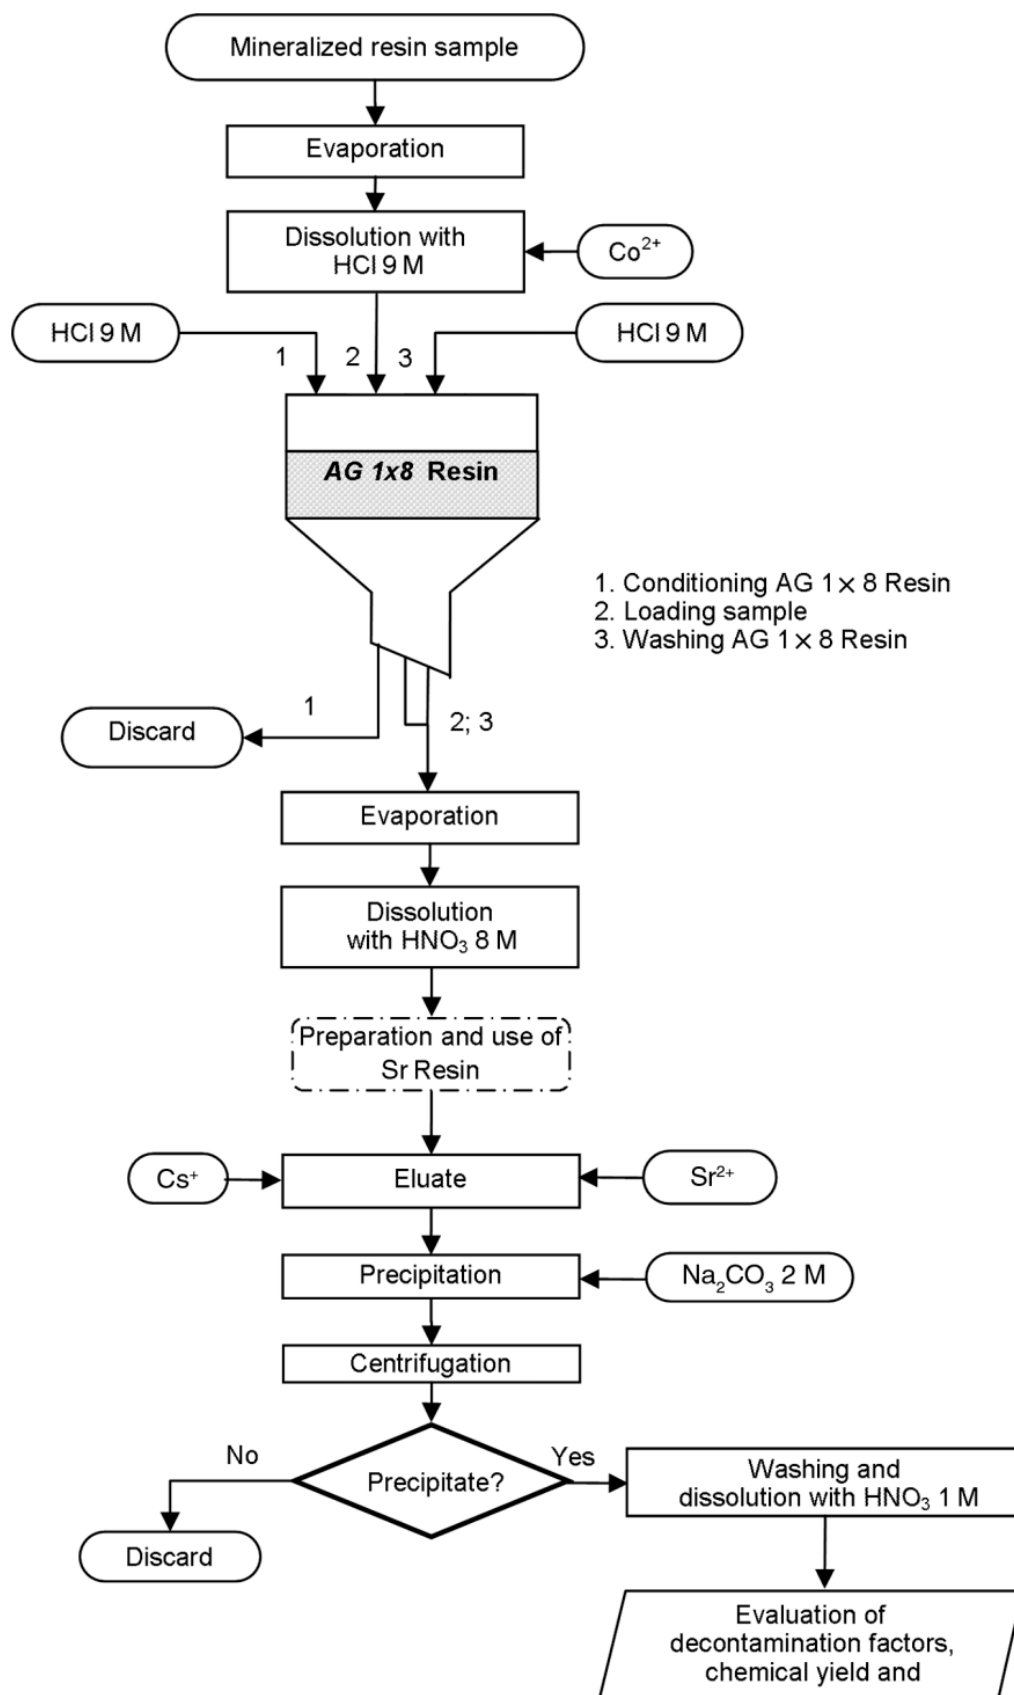 Mineralized resin sample
Evaporation
Dissolution with
HCl 9 M
Co²⁺
HCl 9 M
HCl 9 M
1
2
3
AG 1x8 Resin
1. Conditioning AG 1 × 8 Resin
2. Loading sample
3. Washing AG 1 × 8 Resin
1
Discard
2; 3
Evaporation
Dissolution
with HNO₃ 8 M
Preparation and use of
Sr Resin
Cs⁺
Eluate
Sr²⁺
Precipitation
Na₂CO₃ 2 M
Centrifugation
No
Precipitate?
Yes
Washing and
dissolution with HNO₃ 1 M
Discard
Evaluation of
decontamination factors,
chemical yield and